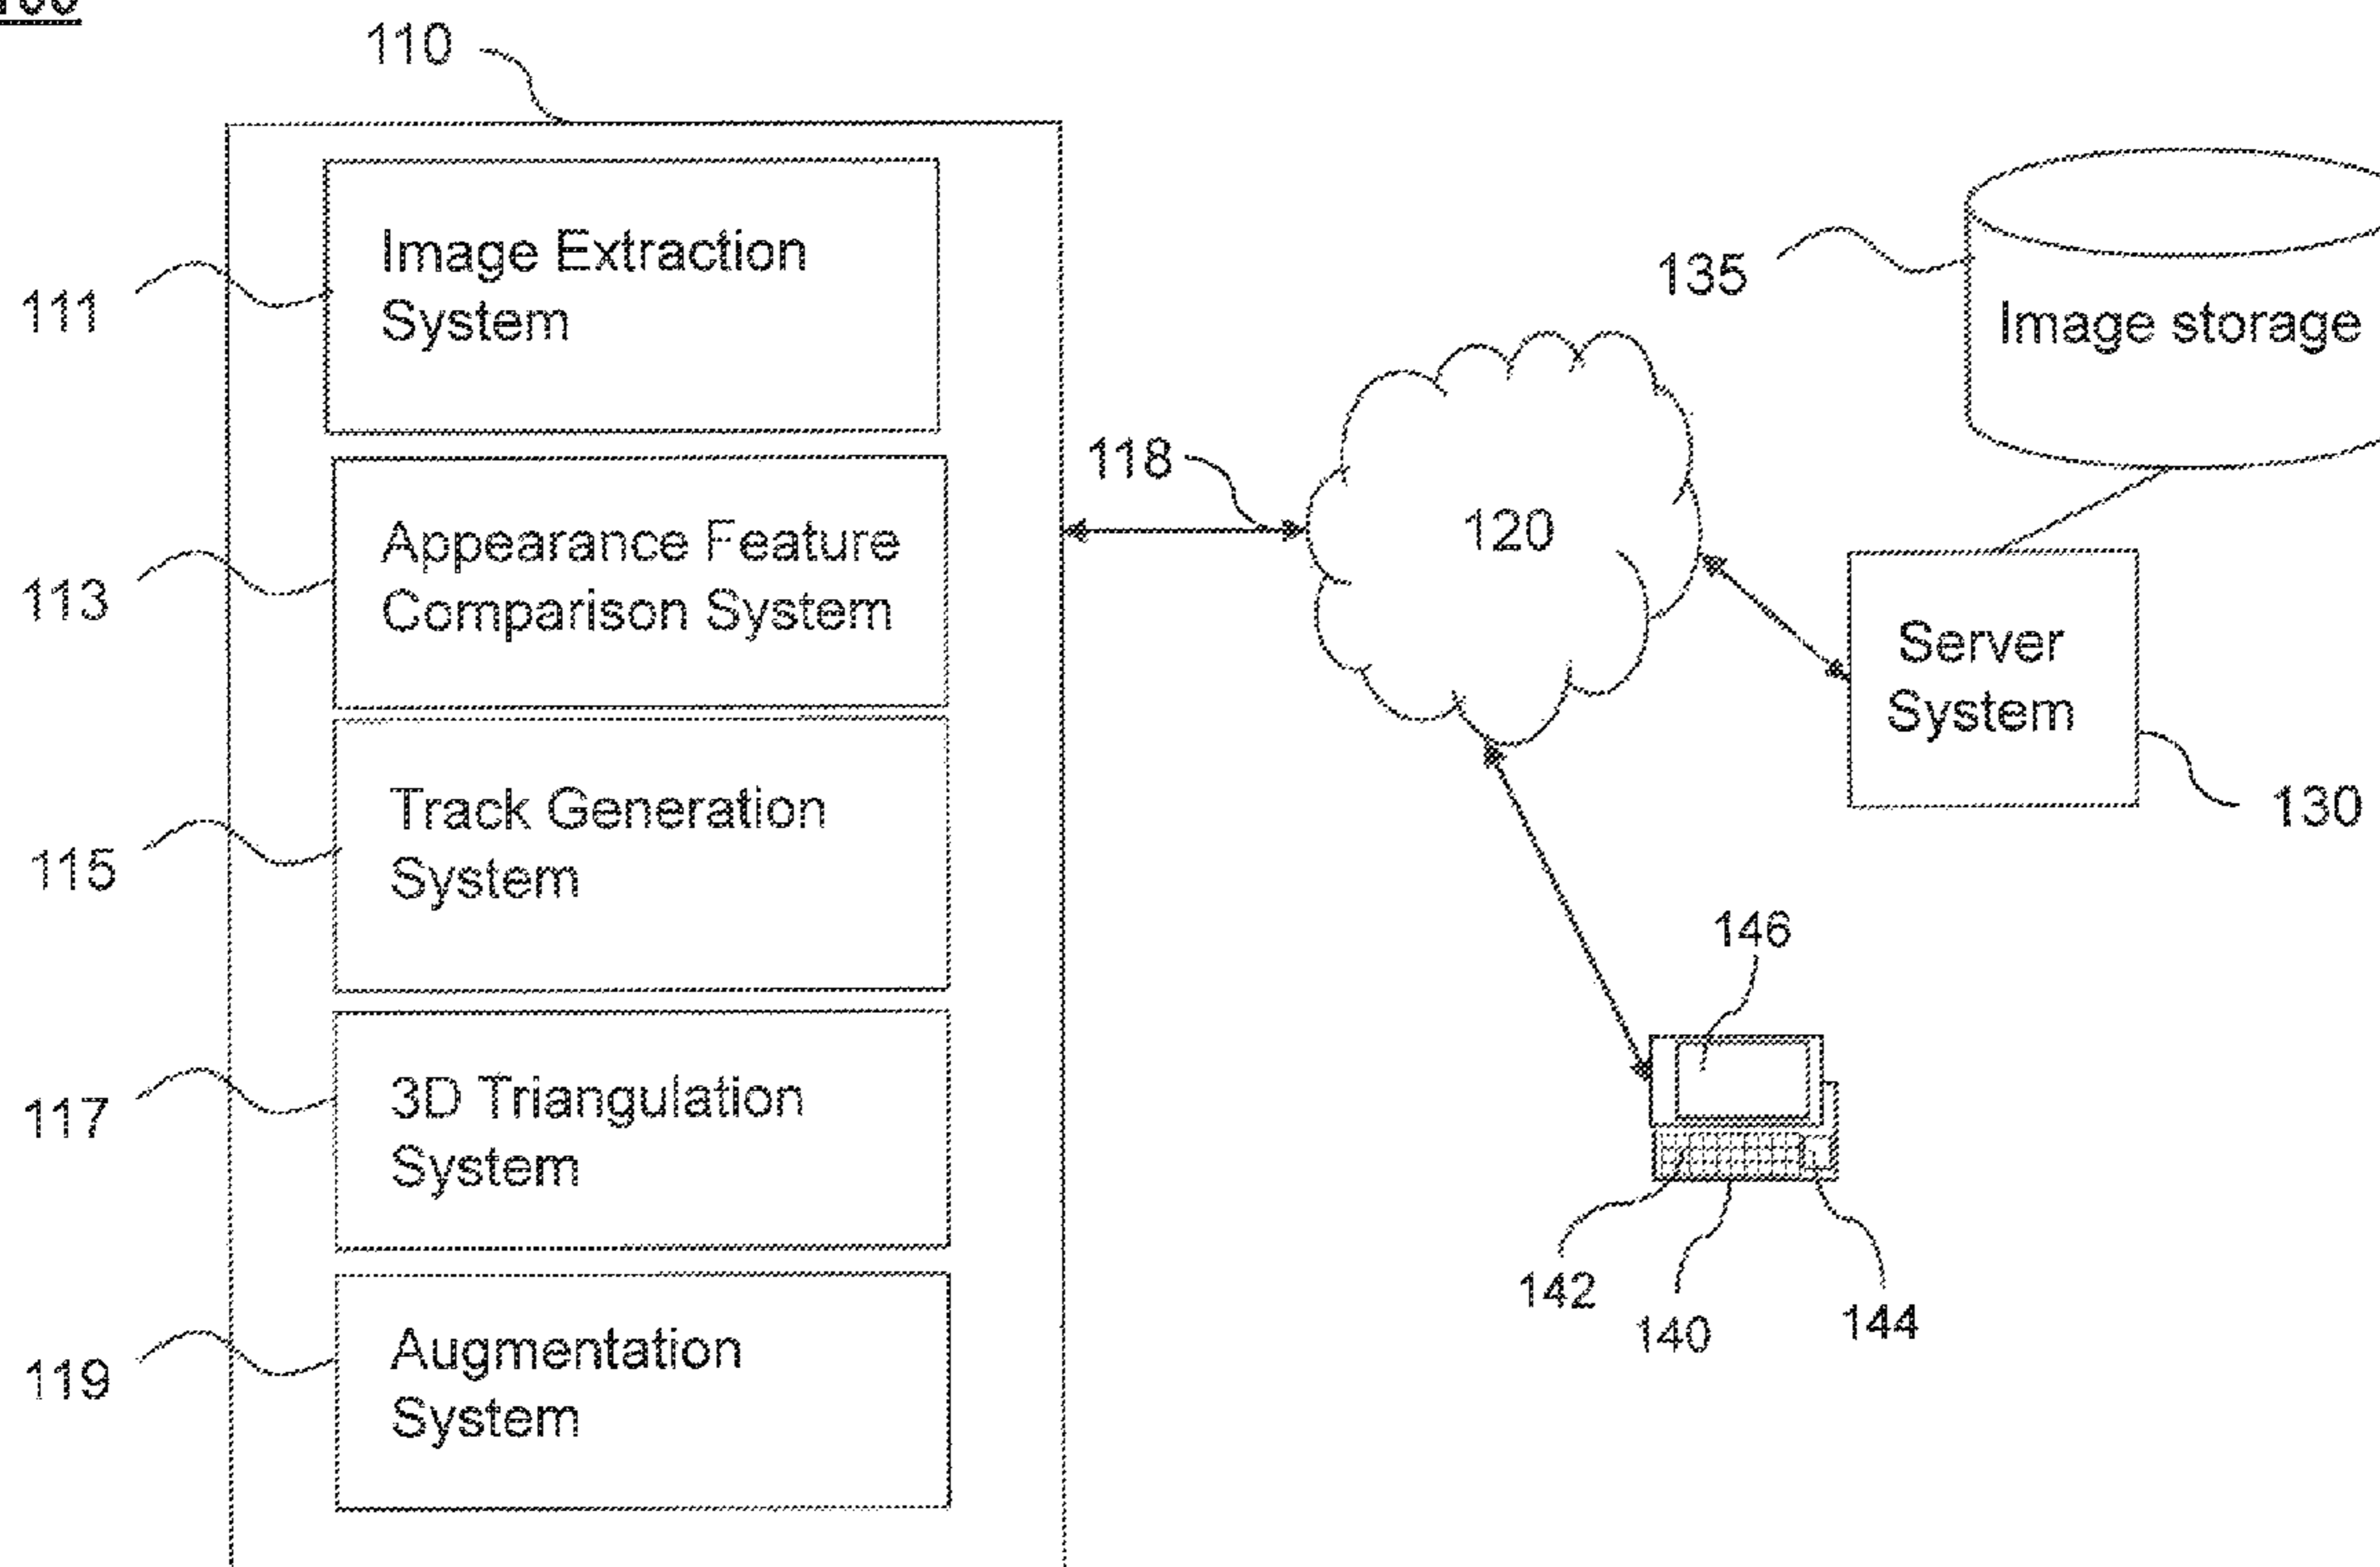 110
111
Image Extraction
System
113
Appearance Feature
Comparison System
115
Track Generation
System
117
3D Triangulation
System
119
Augmentation
System
118
120
135
Image storage
Server
System
130
146
142
140
144